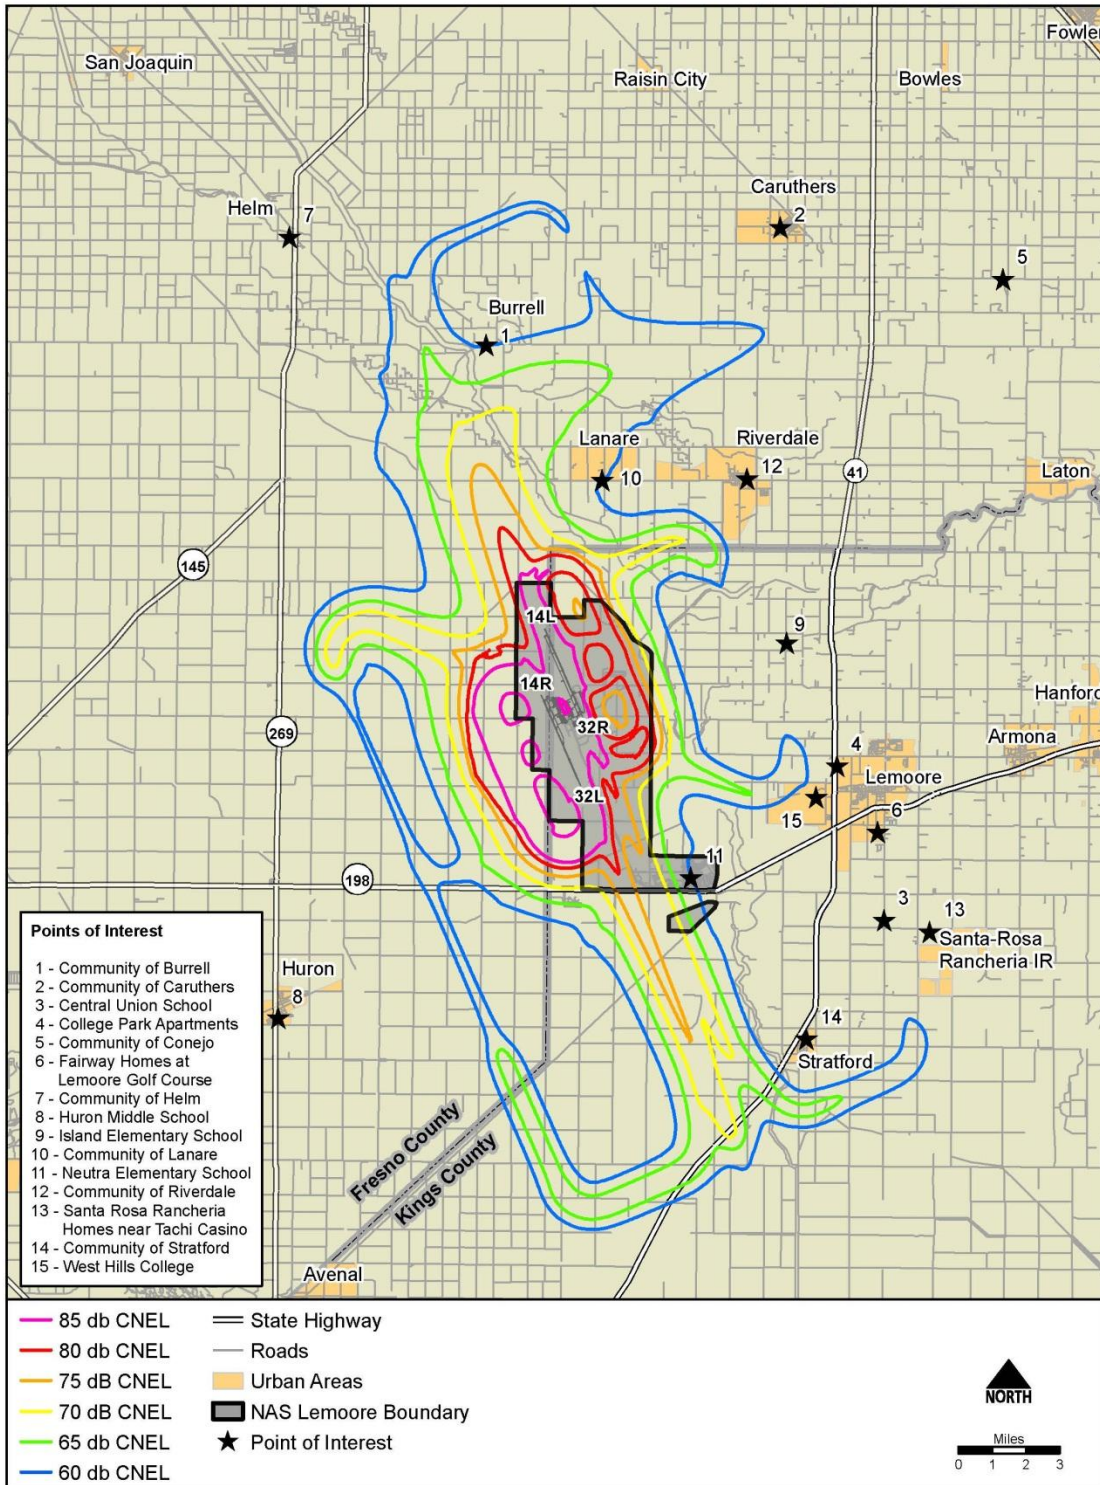 Fowler
San Joaquin
Raisin City
Bowles
Caruthers
2
Helm
7
5
Burrell
1
Lanare
10
Riverdale
12
41
Laton
145
14L
9
14R
Hanford
269
32R
Armona
4
Lemoore
32L
15
6
11
198
3
13
Santa-Rosa
Rancheria IR
Huron
8
14
Stratford
Fresno County
Kings County
Avenal
Points of Interest
1 - Community of Burrell
2 - Community of Caruthers
3 - Central Union School
4 - College Park Apartments
5 - Community of Conejo
6 - Fairway Homes at
Lemoore Golf Course
7 - Community of Helm
8 - Huron Middle School
9 - Island Elementary School
10 - Community of Lanare
11 - Neutra Elementary School
12 - Community of Riverdale
13 - Santa Rosa Rancheria
Homes near Tachi Casino
14 - Community of Stratford
15 - West Hills College
85 db CNEL
80 db CNEL
75 dB CNEL
70 dB CNEL
65 db CNEL
60 db CNEL
State Highway
Roads
Urban Areas
NAS Lemoore Boundary
Point of Interest
NORTH
Miles
0 1 2 3